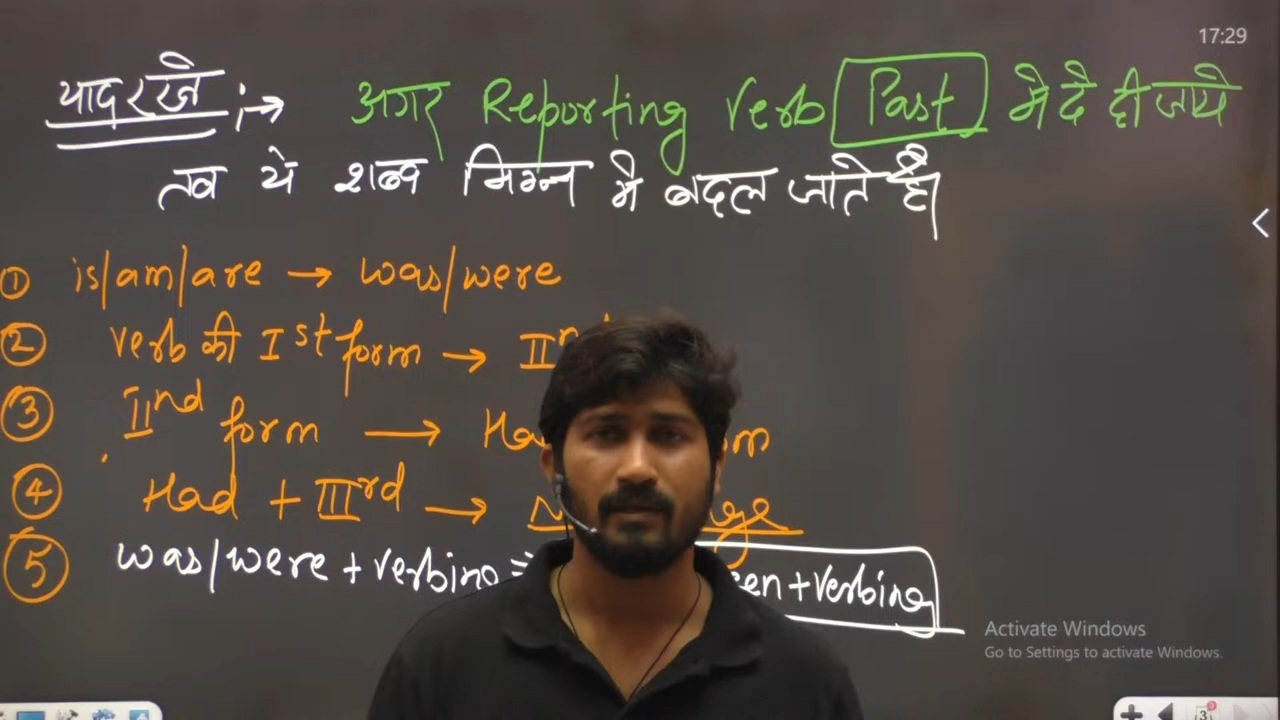 17:29
याद रखे :→ अगर Reporting Verb Past मे दे दी जाये
तब ये शब्द निम्न मे बदल जाते है।
① is/am/are → was/were
② verb की Ist form → IInd
③ IInd form → Ha
④ Had + IIIrd →
⑤ was/were + verbing ⇒ een + verbing
Activate Windows
Go to Settings to activate Windows.